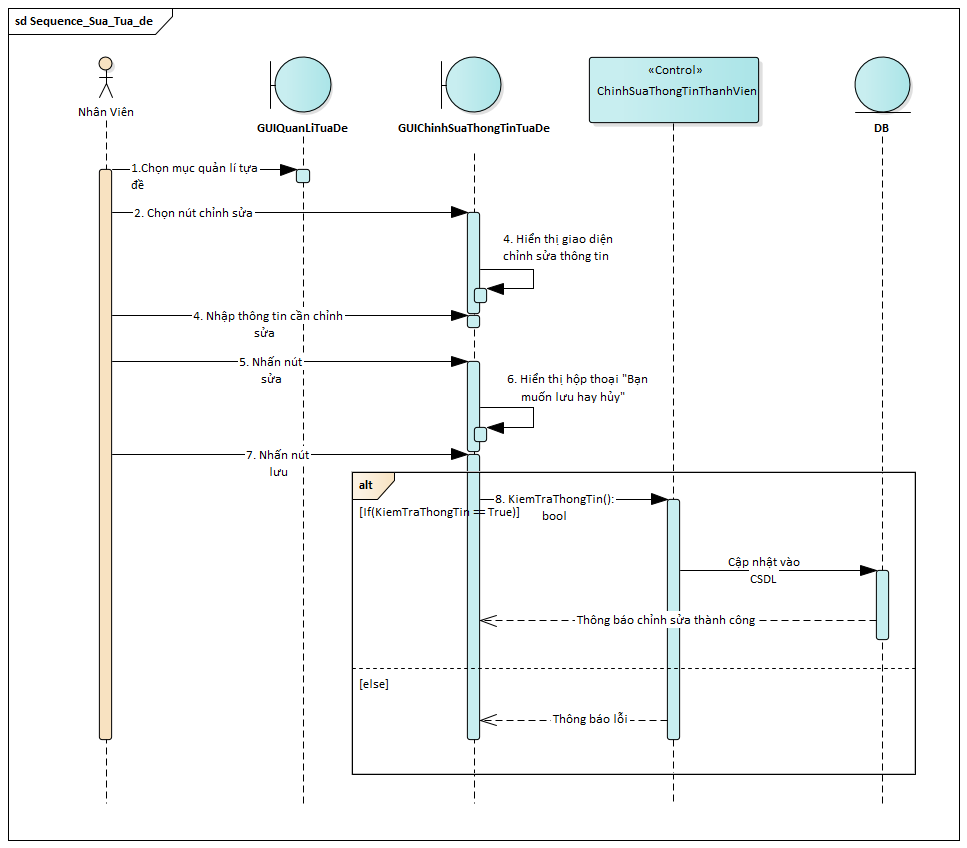 sd Sequence_Sua_Tua_de
Nhân Viên
GUIQuanLiTuaDe
GUIChinhSuaThongTinTuaDe
«Control»
ChinhSuaThongTinThanhVien
DB
1.Chọn mục quản lí tựa
đề
2. Chọn nút chỉnh sửa
4. Hiển thị giao diện
chỉnh sửa thông tin
4. Nhập thông tin cần chỉnh
sửa
5. Nhấn nút
sửa
6. Hiển thị hộp thoại "Bạn
muốn lưu hay hủy"
7. Nhấn nút
lưu
alt
8. KiemTraThongTin():
bool
[If(KiemTraThongTin == True)]
Cập nhật vào
CSDL
Thông báo chỉnh sửa thành công
[else]
Thông báo lỗi